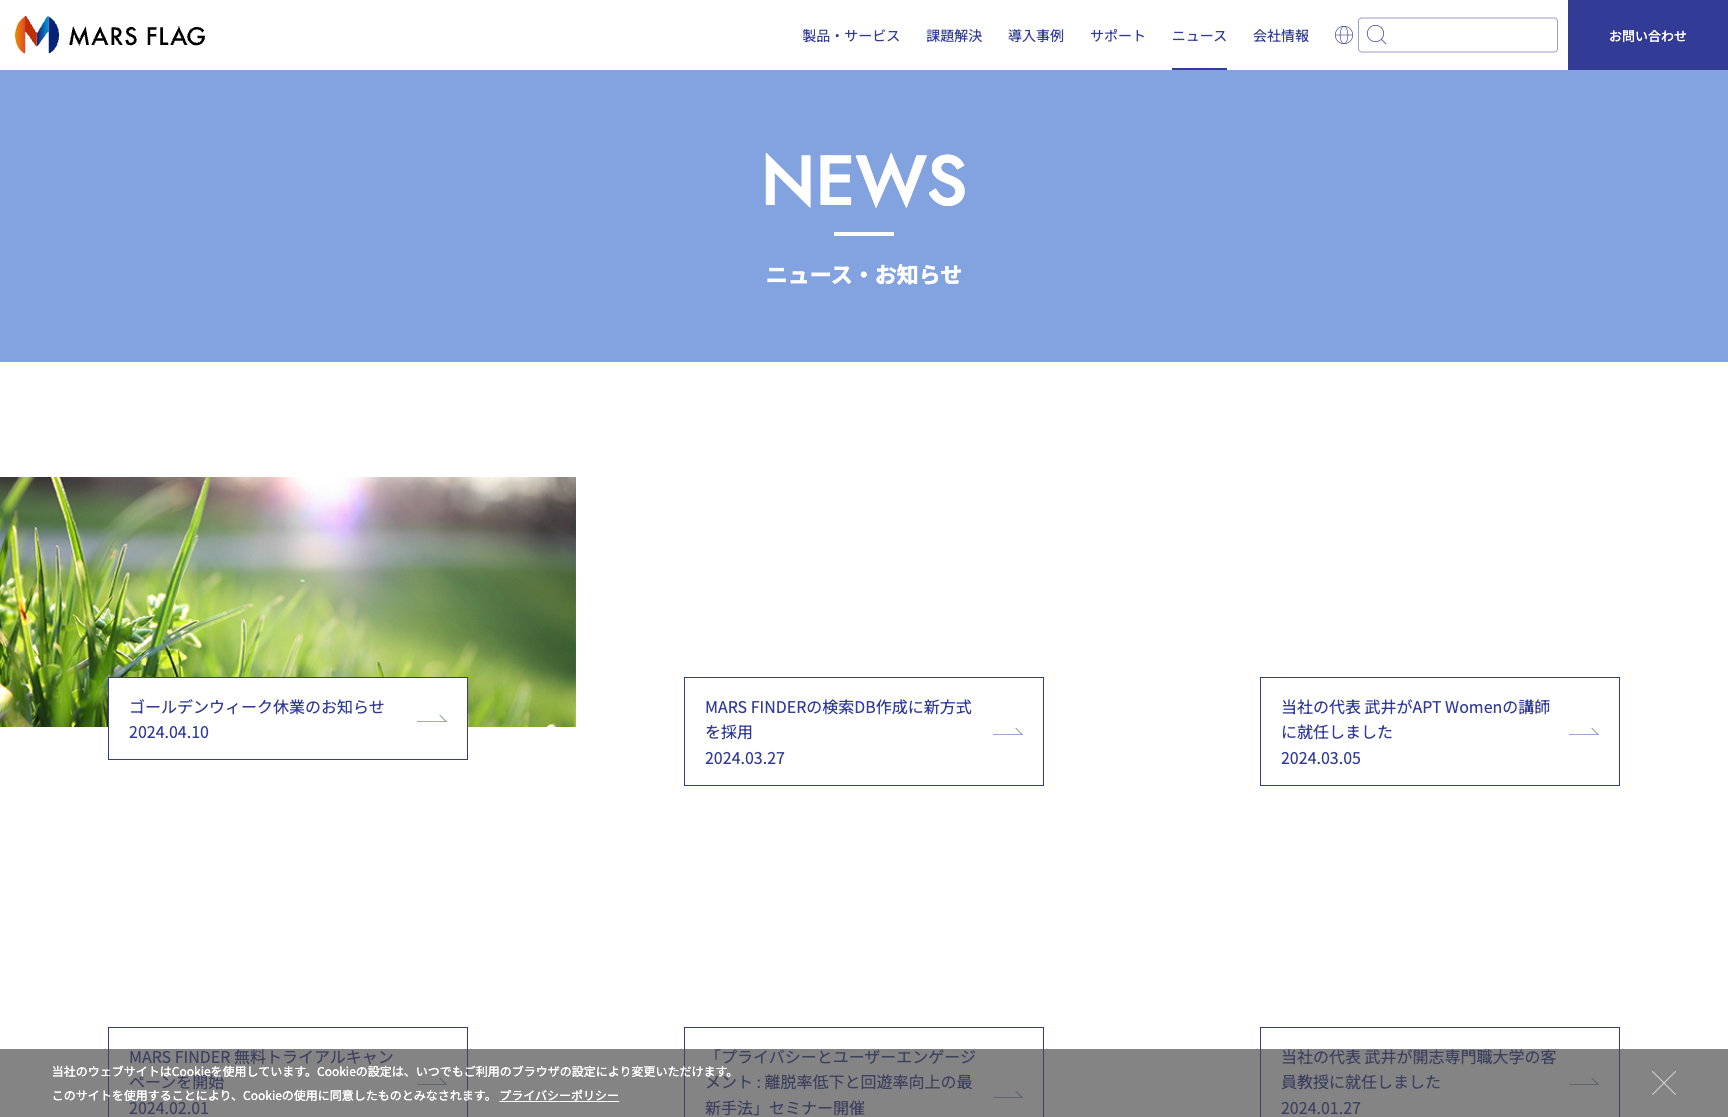 MARS FLAG
製品・サービス
課題解決
導入事例
サポート
ニュース
会社情報
お問い合わせ
NEWS
ニュース・お知らせ
ゴールデンウィーク休業のお知らせ
2024.04.10
MARS FINDERの検索DB作成に新方式
を採用
2024.03.27
当社の代表 武井がAPT Womenの講師
に就任しました
2024.03.05
MARS FINDER 無料トライアルキャン
ペーンを開始
2024.02.01
「プライバシーとユーザーエンゲージ
メント : 離脱率低下と回遊率向上の最
新手法」セミナー開催
当社の代表 武井が開志専門職大学の客
員教授に就任しました
2024.01.27
当社のウェブサイトはCookieを使用しています。Cookieの設定は、いつでもご利用のブラウザの設定により変更いただけます。
このサイトを使用することにより、Cookieの使用に同意したものとみなされます。 プライバシーポリシー